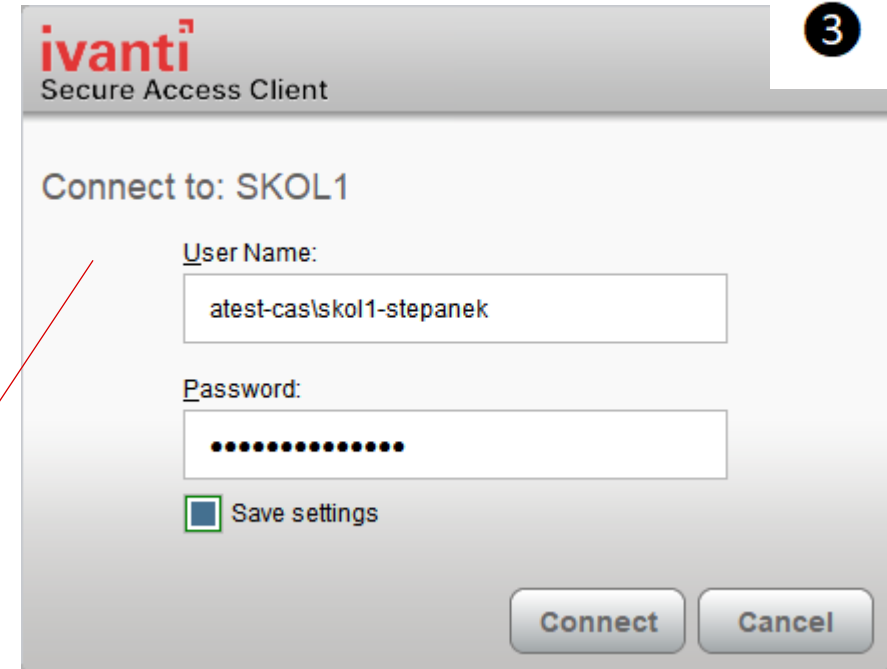 3
ivanti
Secure Access Client
Connect to: SKOL1
User Name:
atest-cas\skol1-stepanek
Password:
••••••••••••••
Save settings
Connect Cancel